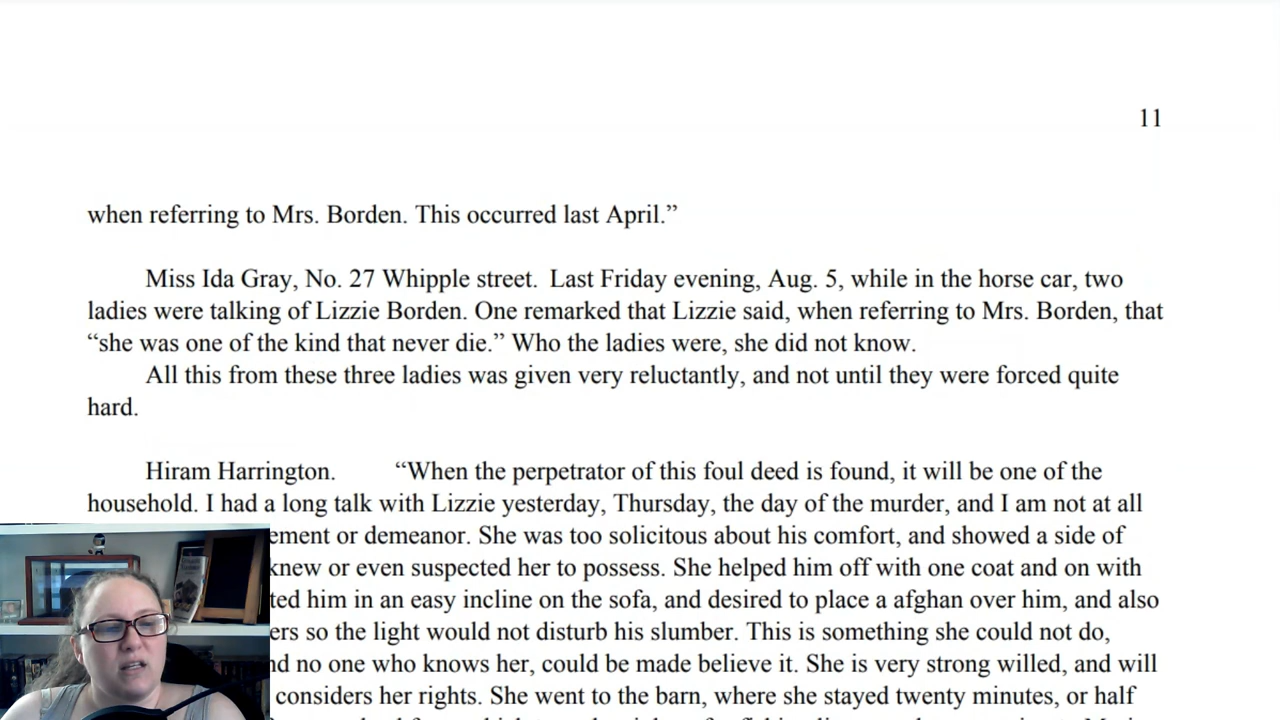 11
when referring to Mrs. Borden. This occurred last April.”
Miss Ida Gray, No. 27 Whipple street. Last Friday evening, Aug. 5, while in the horse car, two
ladies were talking of Lizzie Borden. One remarked that Lizzie said, when referring to Mrs. Borden, that
“she was one of the kind that never die.” Who the ladies were, she did not know.
All this from these three ladies was given very reluctantly, and not until they were forced quite
hard.
Hiram Harrington. “When the perpetrator of this foul deed is found, it will be one of the
household. I had a long talk with Lizzie yesterday, Thursday, the day of the murder, and I am not at all
ement or demeanor. She was too solicitous about his comfort, and showed a side of
knew or even suspected her to possess. She helped him off with one coat and on with
ted him in an easy incline on the sofa, and desired to place a afghan over him, and also
ers so the light would not disturb his slumber. This is something she could not do,
nd no one who knows her, could be made believe it. She is very strong willed, and will
considers her rights. She went to the barn, where she stayed twenty minutes, or half